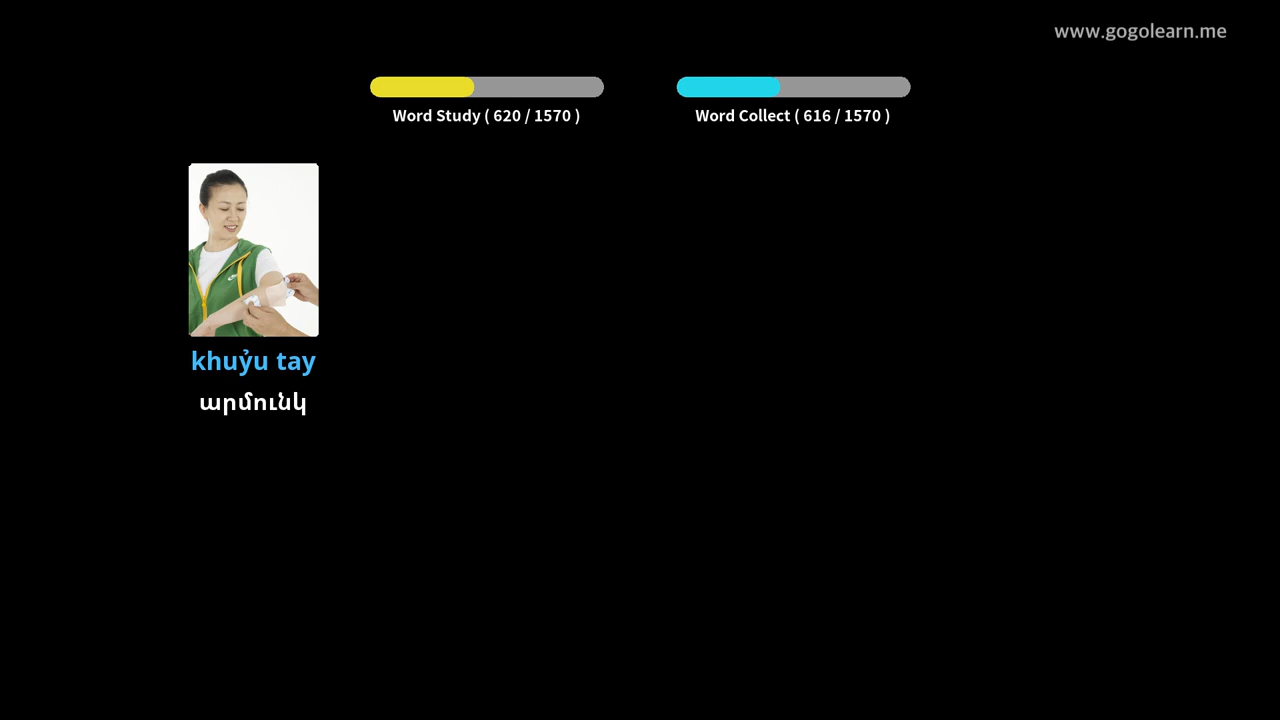 www.gogolearn.me
Word Study ( 620 / 1570 )
Word Collect ( 616 / 1570 )
khuỷu tay
արմունկ